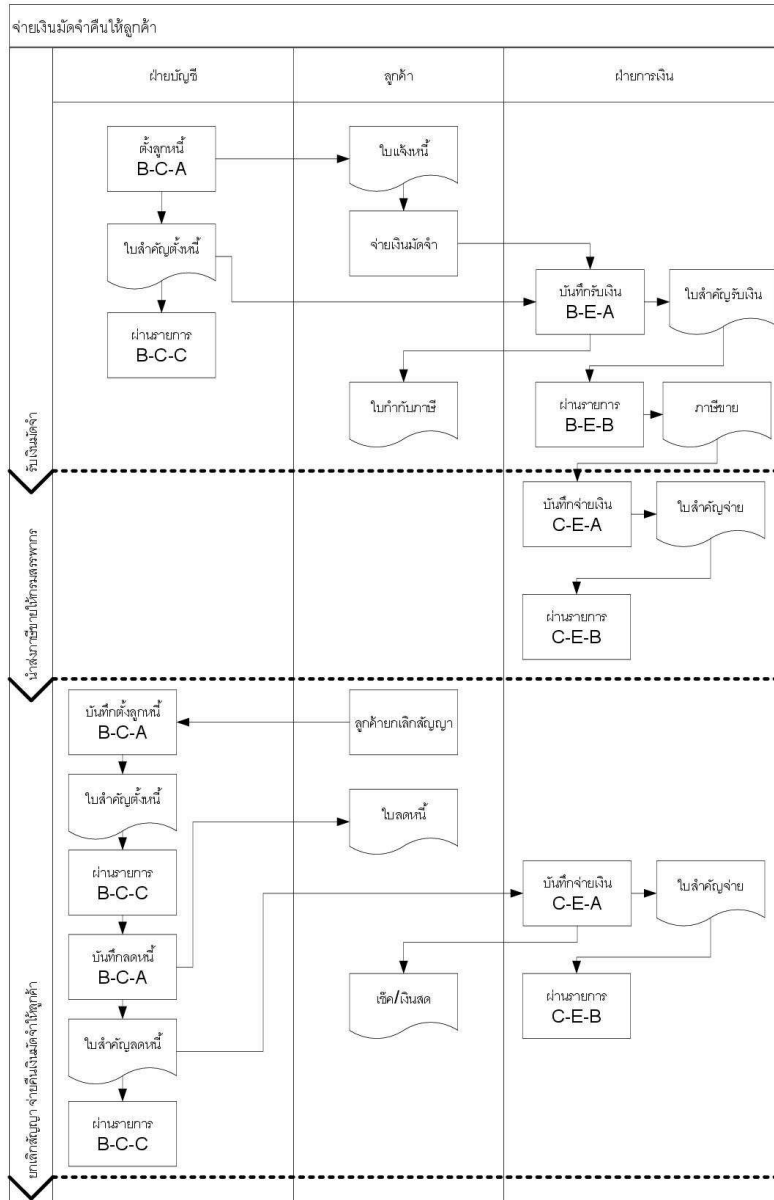 จ่ายเงินมัดจำคืนให้ลูกค้า
ฝ่ายบัญชี
ลูกค้า
ฝ่ายการเงิน
รับเงินมัดจำ
ตั้งลูกหนี้
B-C-A
ใบแจ้งหนี้
ใบสำคัญตั้งหนี้
จ่ายเงินมัดจำ
บันทึกรับเงิน
B-E-A
ใบสำคัญรับเงิน
ผ่านรายการ
B-C-C
ใบกำกับภาษี
ผ่านรายการ
B-E-B
ภาษีขาย
นำส่งภาษีขายให้กรมสรรพากร
บันทึกจ่ายเงิน
C-E-A
ใบสำคัญจ่าย
ผ่านรายการ
C-E-B
ยกเลิกสัญญา จ่ายคืนเงินมัดจำให้ลูกค้า
บันทึกตั้งลูกหนี้
B-C-A
ลูกค้ายกเลิกสัญญา
ใบสำคัญตั้งหนี้
ใบลดหนี้
ผ่านรายการ
B-C-C
บันทึกจ่ายเงิน
C-E-A
ใบสำคัญจ่าย
บันทึกลดหนี้
B-C-A
เช็ค/เงินสด
ผ่านรายการ
C-E-B
ใบสำคัญลดหนี้
ผ่านรายการ
B-C-C